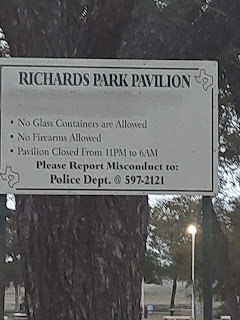 RICHARDS PARK PAVILION
• No Glass Containers are Allowed
• No Firearms Allowed
• Pavilion Closed From 11PM to 6AM
Please Report Misconduct to:
Police Dept. @ 597-2121